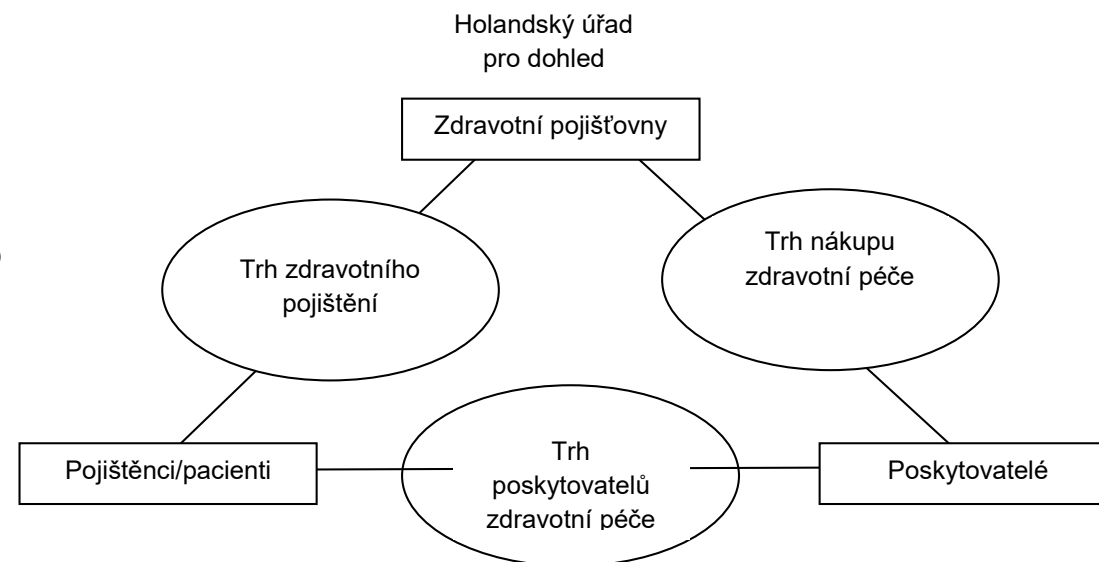 Holandský úřad
pro dohled
Zdravotní pojišťovny
Trh nákupu
zdravotní péče
Trh zdravotního
pojištění
Pojištěnci/pacienti
Trh
poskytovatelů
zdravotní péče
Poskytovatelé